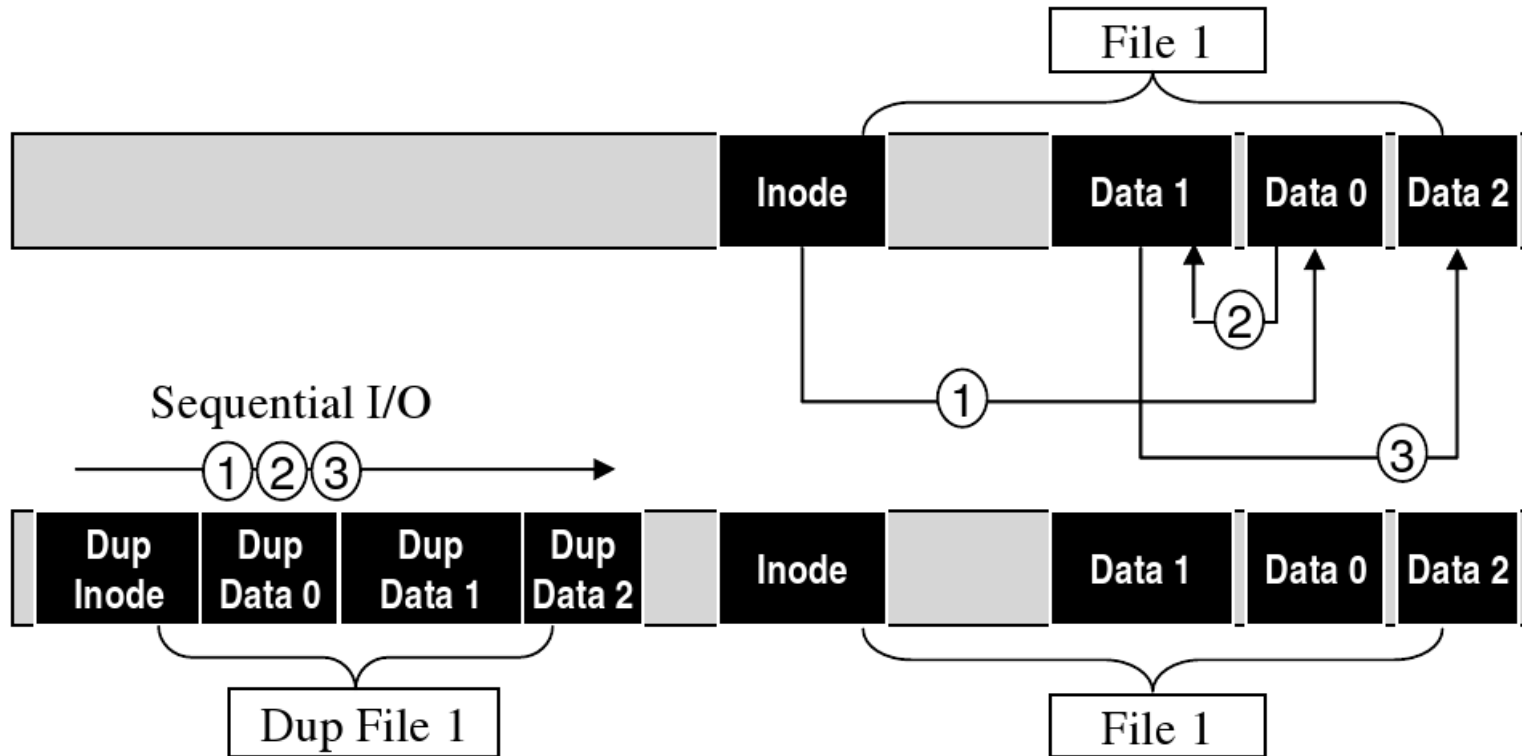 File 1
Inode
Data 1
Data 0
Data 2
2
1
3
Sequential I/O
1 2 3
Dup
Inode
Dup
Data 0
Dup
Data 1
Dup
Data 2
Inode
Data 1
Data 0
Data 2
Dup File 1
File 1